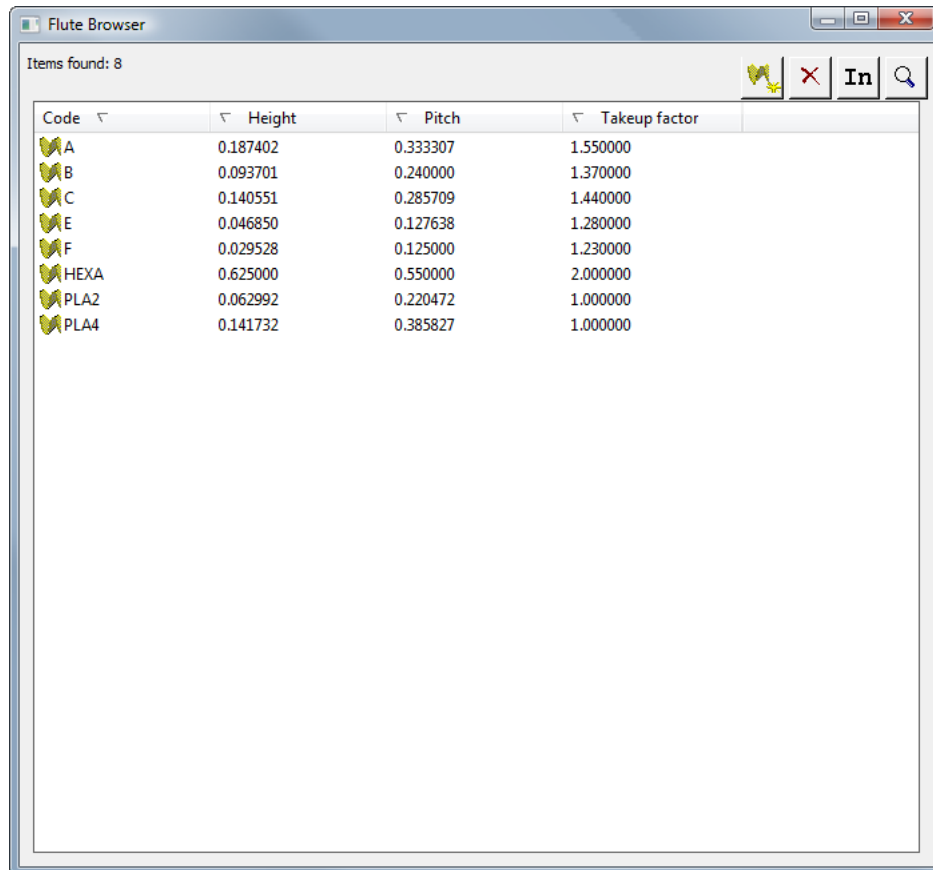 Flute Browser
Items found: 8
In
Code Height Pitch Takeup factor
A 0.187402 0.333307 1.550000
B 0.093701 0.240000 1.370000
C 0.140551 0.285709 1.440000
E 0.046850 0.127638 1.280000
F 0.029528 0.125000 1.230000
HEXA 0.625000 0.550000 2.000000
PLA2 0.062992 0.220472 1.000000
PLA4 0.141732 0.385827 1.000000